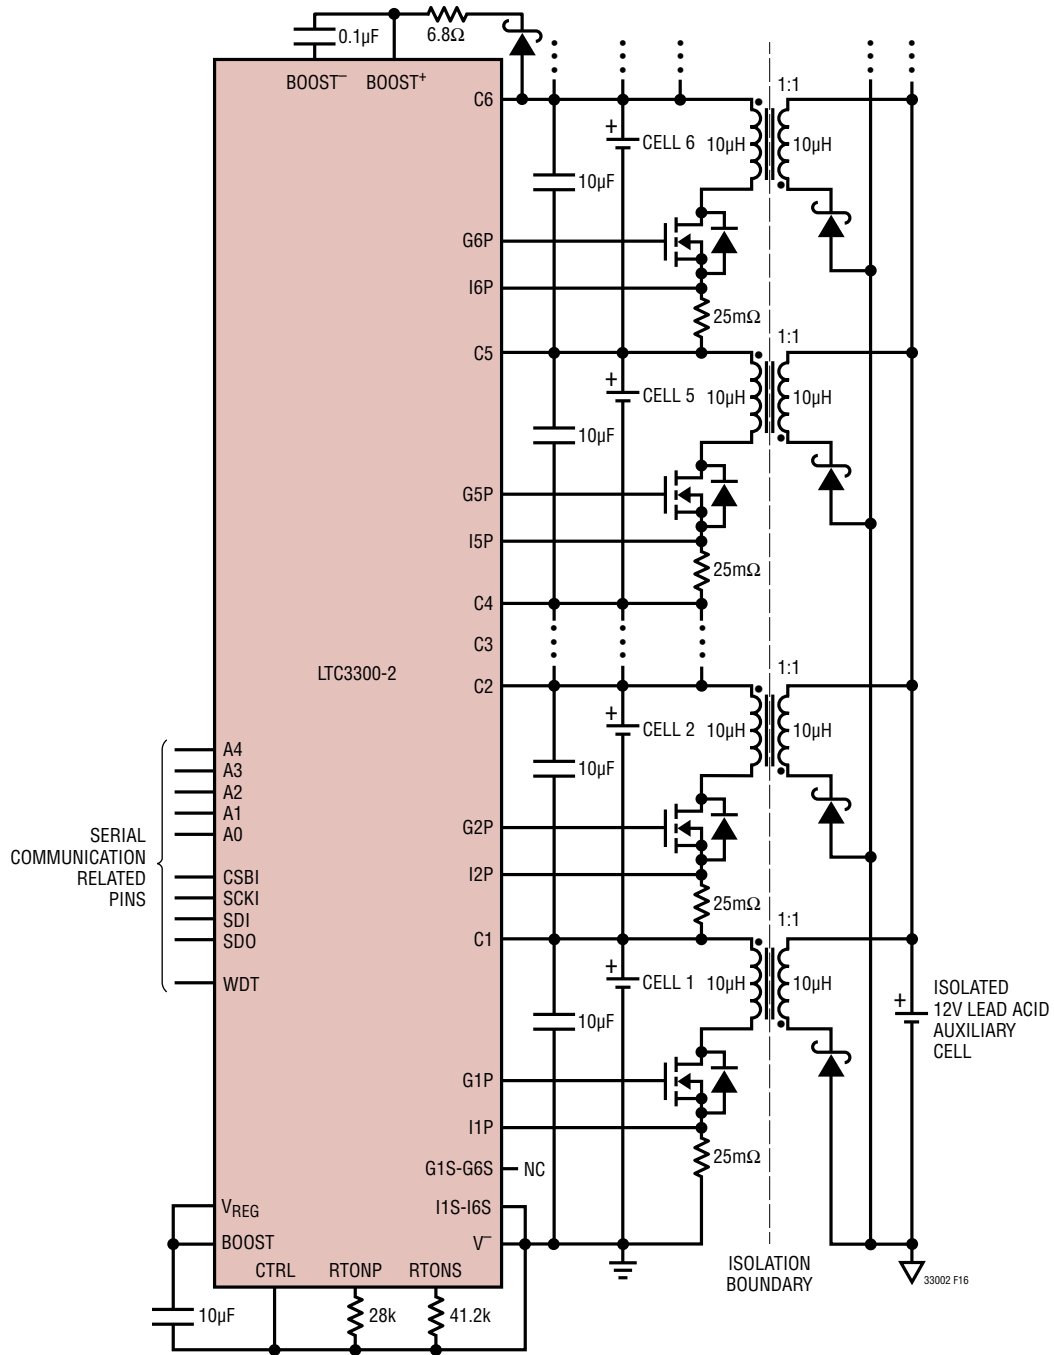 0.1µF
6.8Ω
BOOST–
BOOST+
C6
1:1
CELL 6
10µH
10µH
+
10µF
G6P
I6P
25mΩ
C5
1:1
+
CELL 5
10µH
10µH
10µF
G5P
I5P
25mΩ
C4
C3
LTC3300-2
C2
1:1
+
CELL 2
10µH
10µH
10µF
A4
A3
A2
A1
A0
SERIAL
COMMUNICATION
RELATED
PINS
CSBI
SCKI
SDI
SDO
WDT
G2P
I2P
25mΩ
C1
1:1
+
CELL 1
10µH
10µH
10µF
+
ISOLATED
12V LEAD ACID
AUXILIARY
CELL
G1P
I1P
25mΩ
G1S-G6S
NC
VREG
I1S-I6S
BOOST
V–
CTRL
RTONP
RTONS
ISOLATION
BOUNDARY
33002 F16
10µF
28k
41.2k